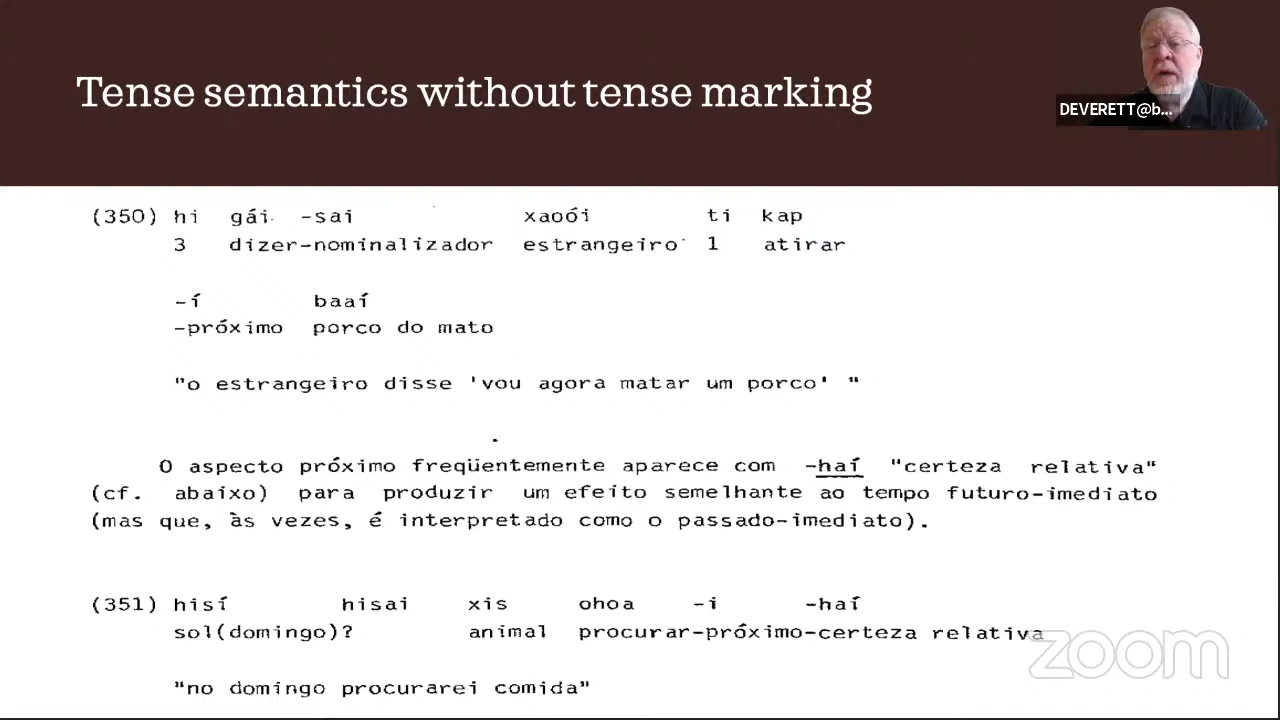 Tense semantics without tense marking
DEVERETT@b...
(350) hi gái -sai xaoói ti kap
3 dizer-nominalizador estrangeiro 1 atirar
-í baaí
-próximo porco do mato
"o estrangeiro disse 'vou agora matar um porco' "
O aspecto próximo freqüentemente aparece com -haí "certeza relativa"
(cf. abaixo) para produzir um efeito semelhante ao tempo futuro-imediato
(mas que, às vezes, é interpretado como o passado-imediato).
(351) hisí hisai xis ohoa -i -haí
sol(domingo)? animal procurar-próximo-certeza relativa
"no domingo procurarei comida"
zoom